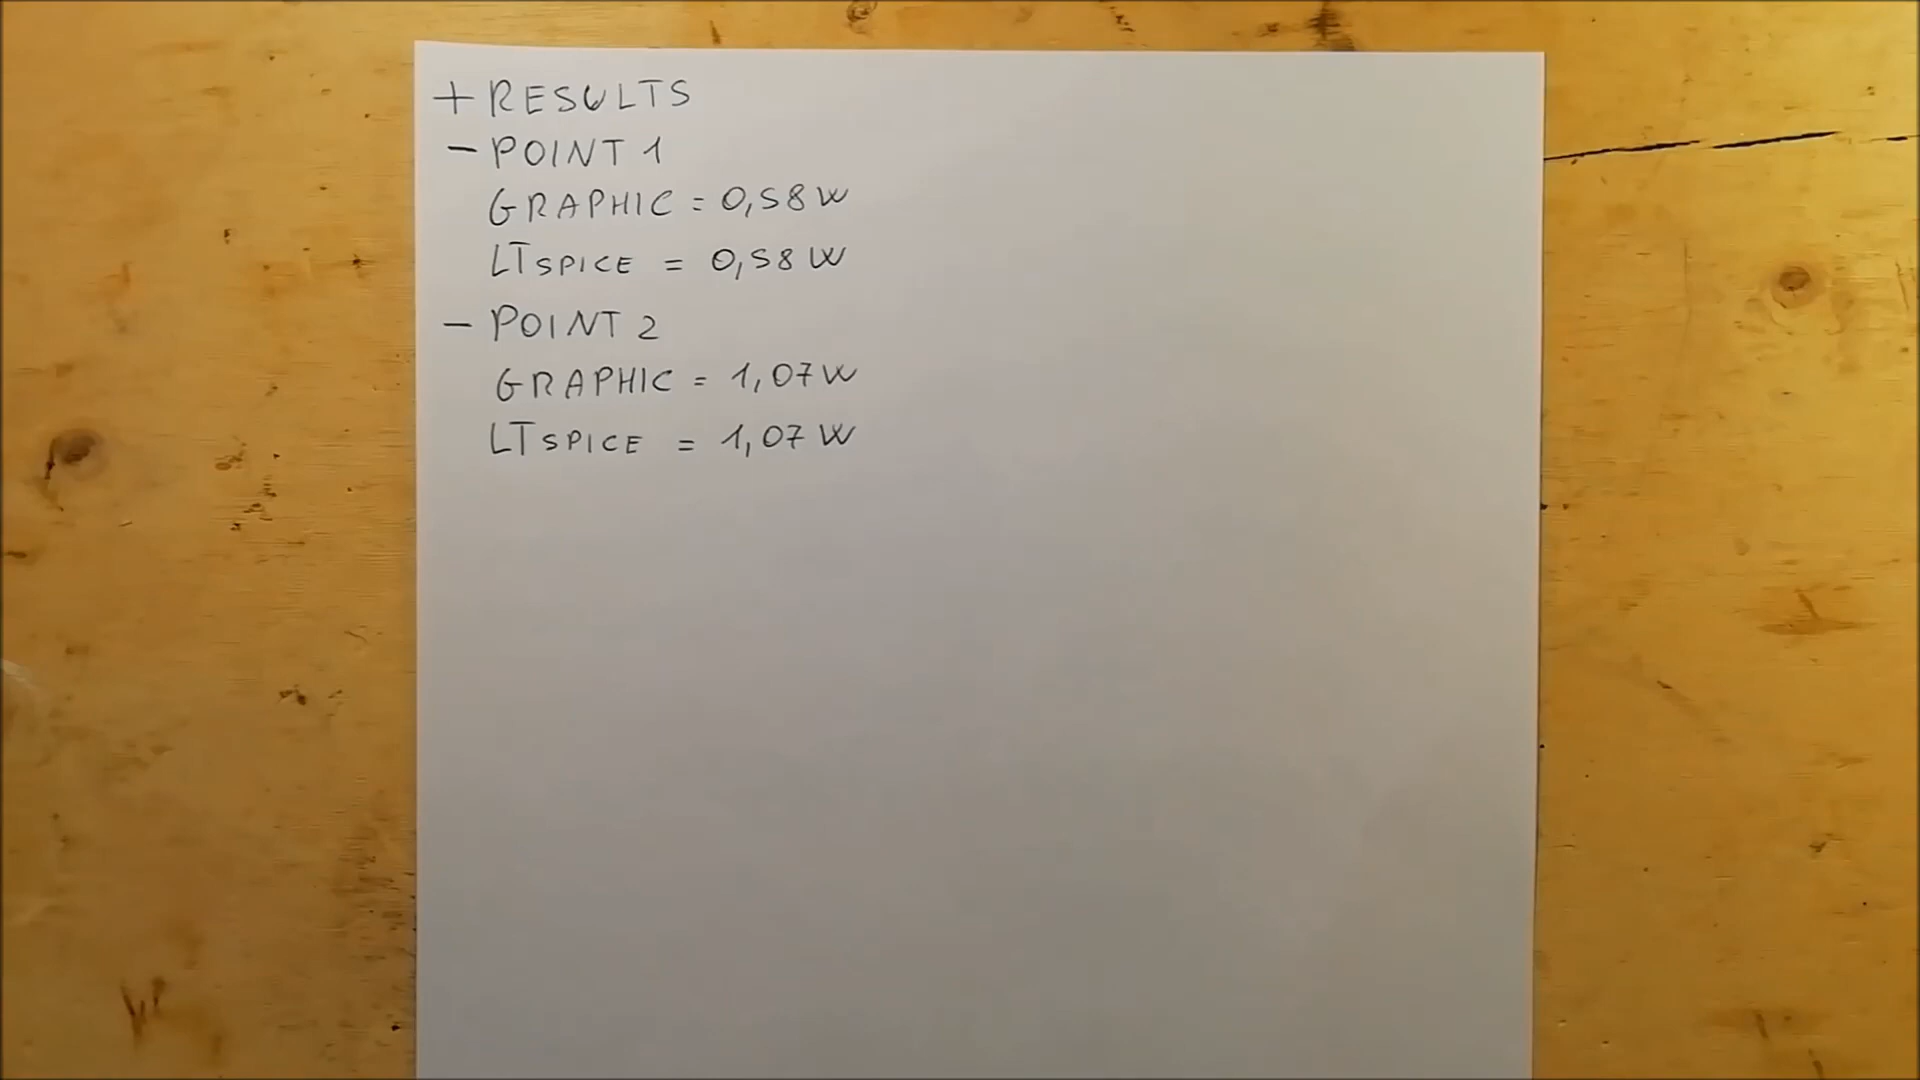 + RESULTS
- POINT 1
GRAPHIC = 0,58 W
LTSPICE = 0,58 W
- POINT 2
GRAPHIC = 1,07 W
LTSPICE = 1,07 W